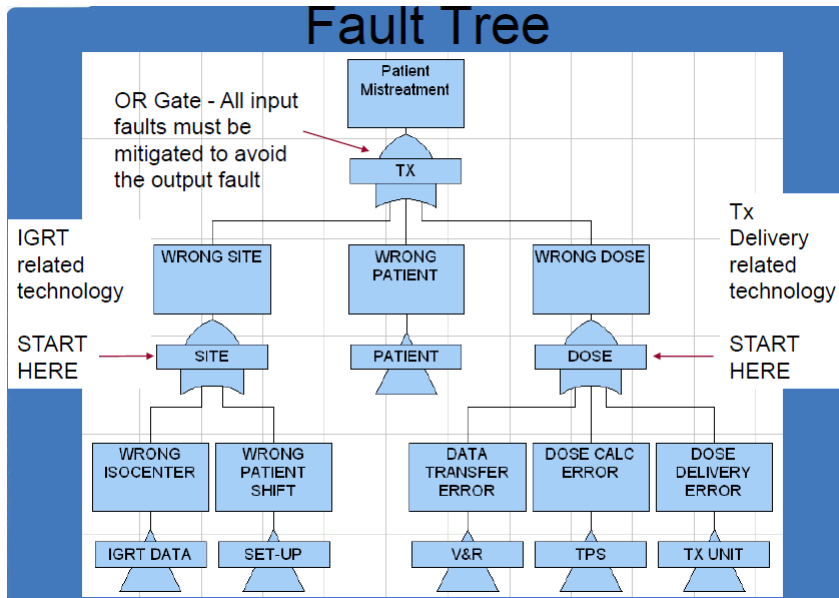 Fault Tree
Patient
Mistreatment
OR Gate - All input
faults must be
mitigated to avoid
the output fault
TX
IGRT
related
technology
Tx
Delivery
related
technology
WRONG SITE
WRONG
PATIENT
WRONG DOSE
START
HERE
SITE
PATIENT
DOSE
START
HERE
WRONG
ISOCENTER
WRONG
PATIENT
SHIFT
DATA
TRANSFER
ERROR
DOSE CALC
ERROR
DOSE
DELIVERY
ERROR
IGRT DATA
SET-UP
V&R
TPS
TX UNIT